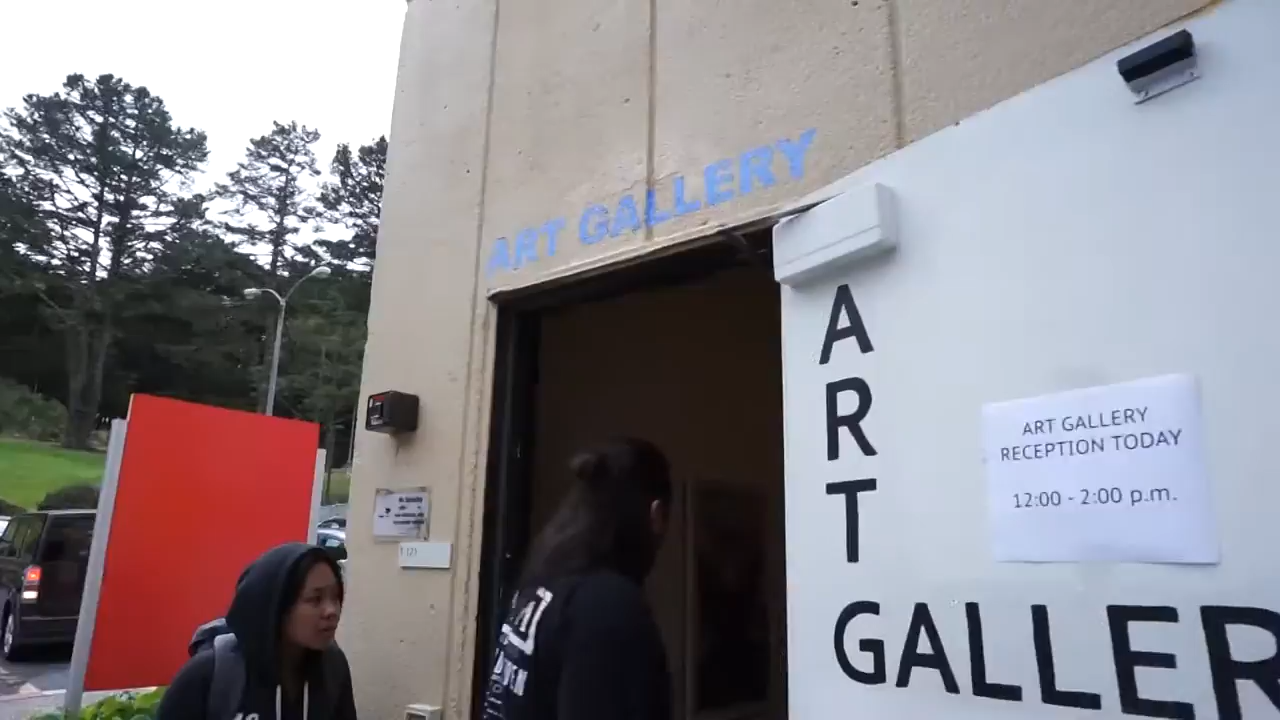 ART GALLERY
A
R
T
GALLER
ART GALLERY
RECEPTION TODAY
12:00 - 2:00 p.m.